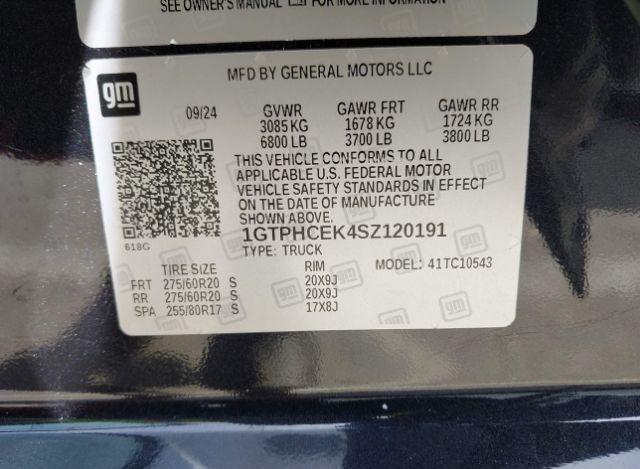 SEE OWNER'S MANUAL FOR ADDITIONAL INFORMATION
MFD BY GENERAL MOTORS LLC
gm
09/24 GVWR GAWR FRT GAWR RR
3085 KG 1678 KG 1724 KG
6800 LB 3700 LB 3800 LB
THIS VEHICLE CONFORMS TO ALL
APPLICABLE U.S. FEDERAL MOTOR
VEHICLE SAFETY STANDARDS IN EFFECT
ON THE DATE OF MANUFACTURE
SHOWN ABOVE.
1GTPHCEK4SZ120191
618G
TYPE: TRUCK MODEL: 41TC10543
TIRE SIZE RIM
FRT 275/60R20 S 20X9J
RR 275/60R20 S 20X9J
SPA 255/80R17 S 17X8J